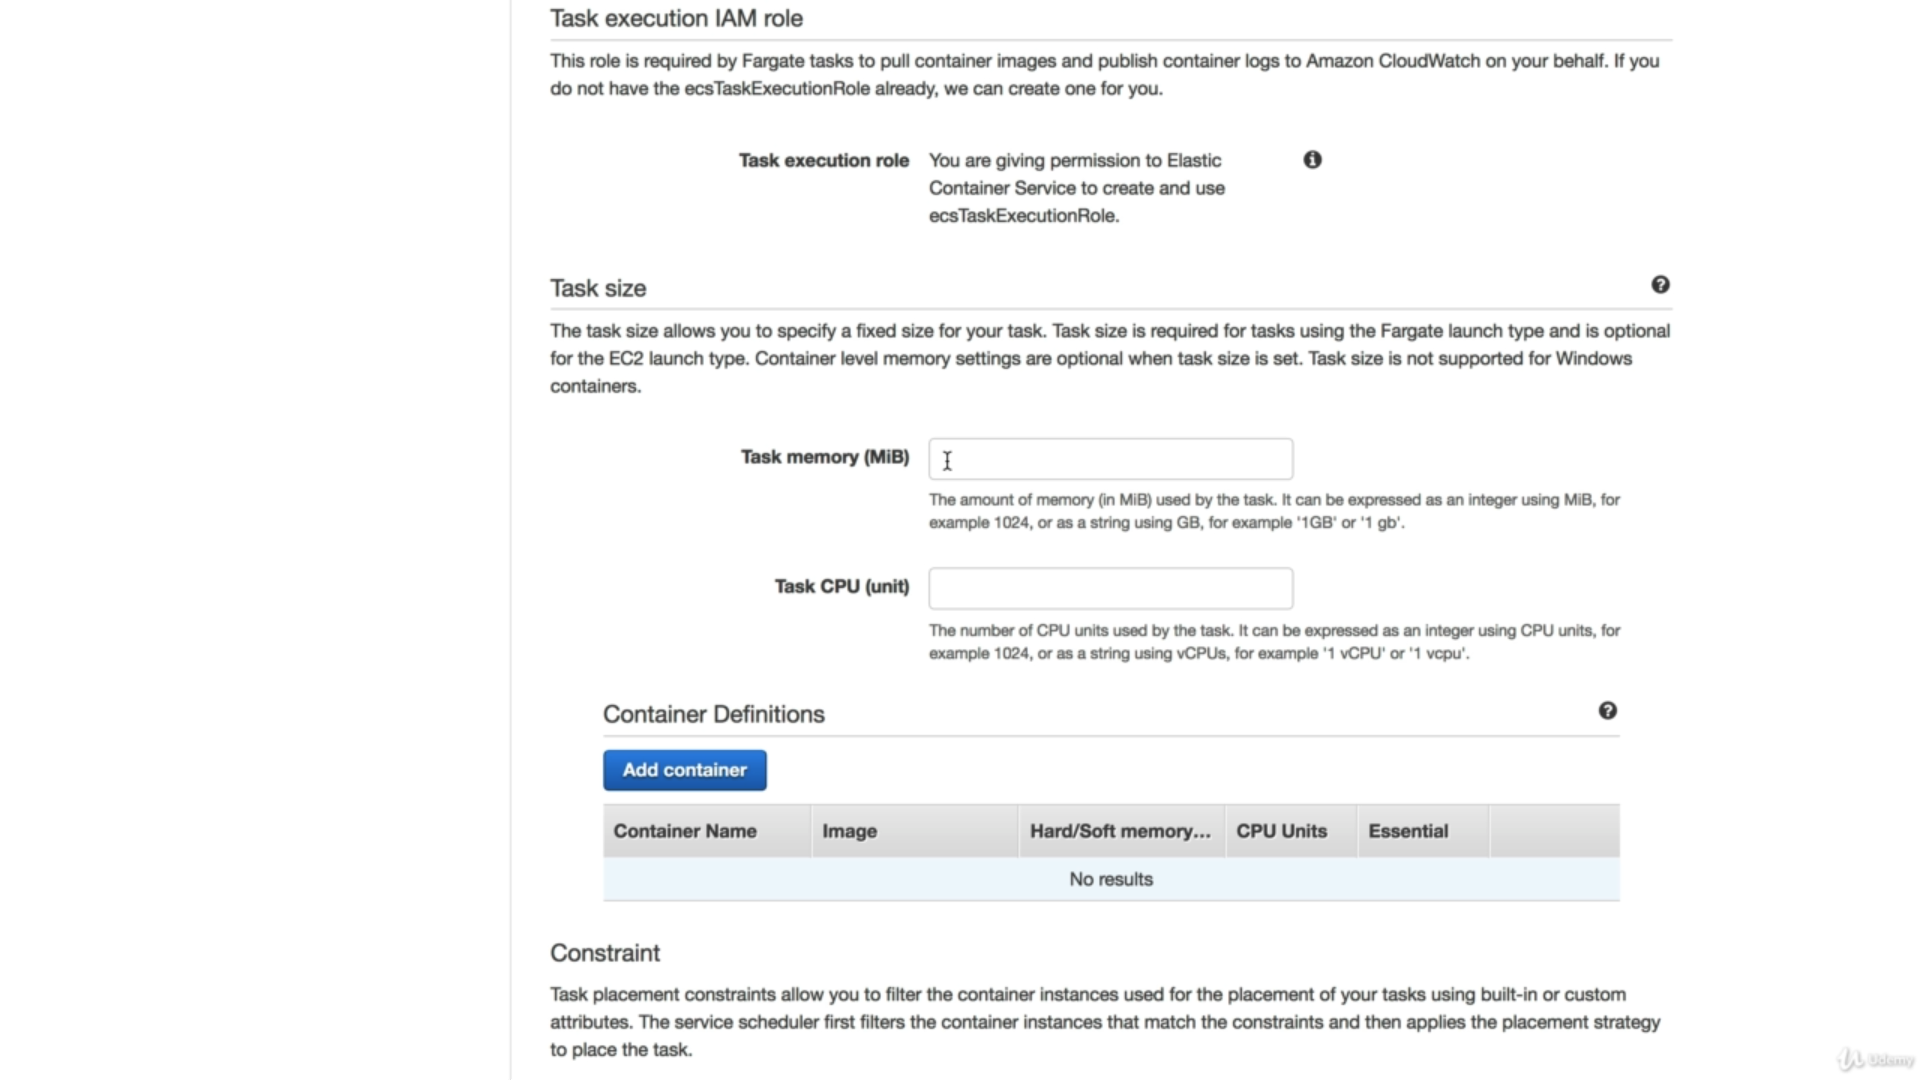 Task execution IAM role
This role is required by Fargate tasks to pull container images and publish container logs to Amazon CloudWatch on your behalf. If you
do not have the ecsTaskExecutionRole already, we can create one for you.
Task execution role You are giving permission to Elastic
Container Service to create and use
ecsTaskExecutionRole.
Task size
The task size allows you to specify a fixed size for your task. Task size is required for tasks using the Fargate launch type and is optional
for the EC2 launch type. Container level memory settings are optional when task size is set. Task size is not supported for Windows
containers.
Task memory (MiB)
The amount of memory (in MiB) used by the task. It can be expressed as an integer using MiB, for
example 1024, or as a string using GB, for example '1GB' or '1 gb'.
Task CPU (unit)
The number of CPU units used by the task. It can be expressed as an integer using CPU units, for
example 1024, or as a string using vCPUs, for example '1 vCPU' or '1 vcpu'.
Container Definitions
Add container
Container Name Image Hard/Soft memory... CPU Units Essential
No results
Constraint
Task placement constraints allow you to filter the container instances used for the placement of your tasks using built-in or custom
attributes. The service scheduler first filters the container instances that match the constraints and then applies the placement strategy
to place the task.
Udemy